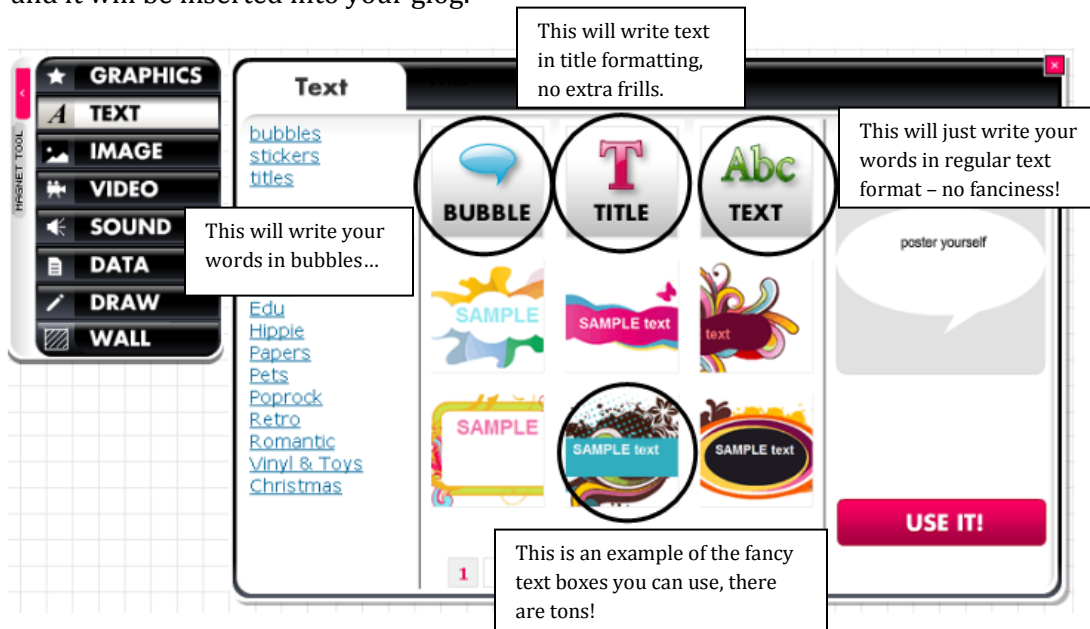 and it will be inserted into your glog.
This will write text
in title formatting,
no extra frills.
GRAPHICS
TEXT
IMAGE
VIDEO
SOUND
DATA
DRAW
WALL
MAGNET TOOL
Text
bubbles
stickers
titles
This will write your
words in bubbles…
Edu
Hippie
Papers
Pets
Poprock
Retro
Romantic
Vinyl & Toys
Christmas
BUBBLE
T
TITLE
Abc
TEXT
This will just write your
words in regular text
format – no fanciness!
SAMPLE
SAMPLE text
text
SAMPLE
SAMPLE text
SAMPLE text
poster yourself
USE IT!
1
This is an example of the fancy
text boxes you can use, there
are tons!